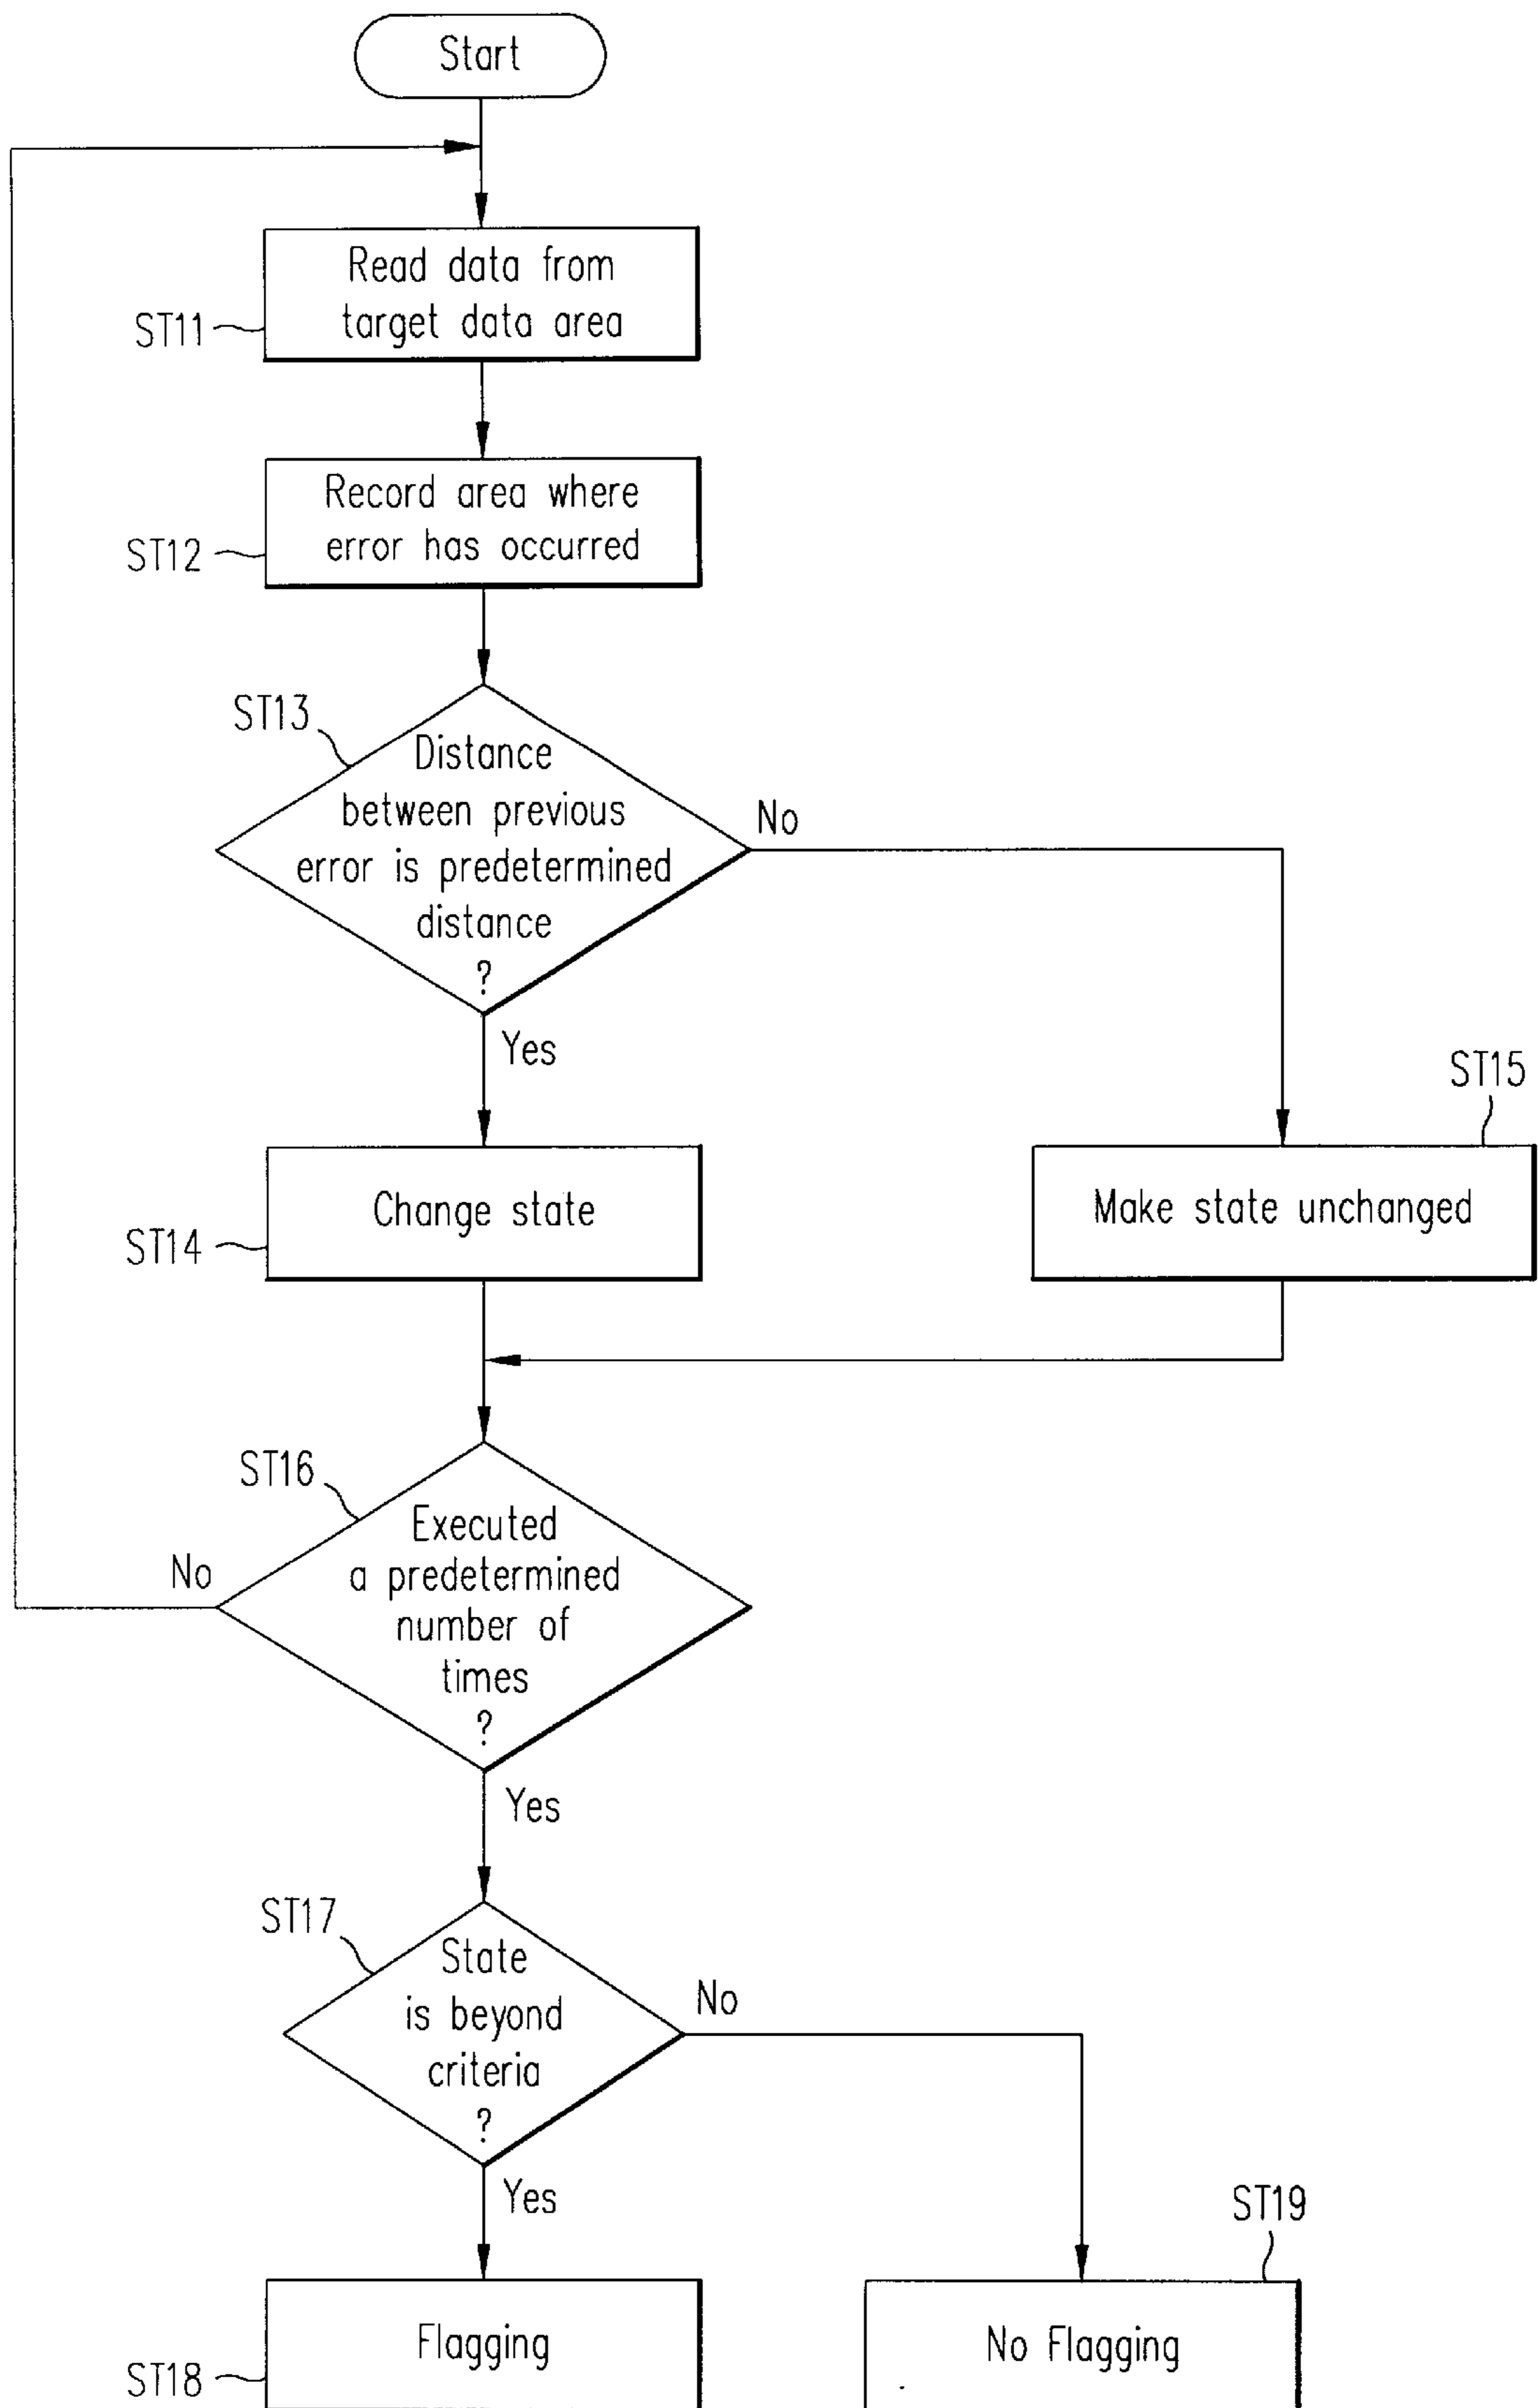 Start
Read data from
target data area
ST11
Record area where
error has occurred
ST12
ST13
Distance
between previous
error is predetermined
distance
?
No
Yes
ST15
Change state
Make state unchanged
ST14
ST16
Executed
a predetermined
number of
times
?
No
Yes
ST17
State
is beyond
criteria
?
No
Yes
ST19
Flagging
No Flagging
ST18